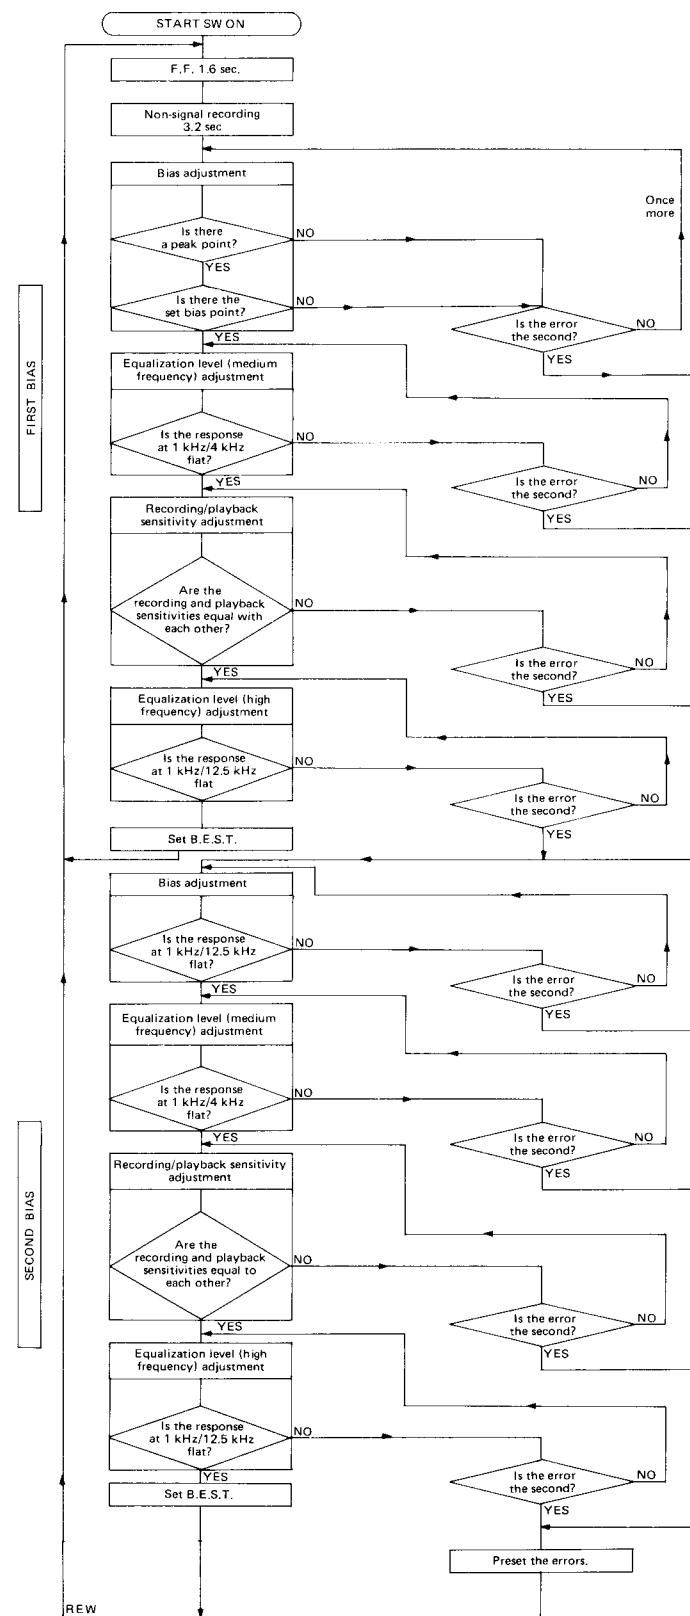 START SW ON
F.F. 1.6 sec.
Non-signal recording
3.2 sec
Bias adjustment
Once
more
Is there
a peak point?
NO
YES
Is there the
set bias point?
NO
Is the error
the second?
NO
YES
YES
FIRST BIAS
Equalization level (medium
frequency) adjustment
Is the response
at 1 kHz/4 kHz
flat?
NO
Is the error
the second?
NO
YES
YES
Recording/playback
sensitivity adjustment
Are the
recording and playback
sensitivities equal with
each other?
NO
Is the error
the second?
NO
YES
YES
Equalization level (high
frequency) adjustment
Is the response
at 1 kHz/12.5 kHz
flat
NO
Is the error
the second?
NO
YES
Set B.E.S.T.
Bias adjustment
Is the response
at 1 kHz/12.5 kHz
flat?
NO
Is the error
the second?
NO
YES
YES
Equalization level (medium
frequency) adjustment
Is the response
at 1 kHz/4 kHz
flat?
NO
Is the error
the second?
NO
YES
YES
SECOND BIAS
Recording/playback sensitivity
adjustment
Are the
recording and playback
sensitivities equal to
each other?
NO
Is the error
the second?
NO
YES
YES
Equalization level (high
frequency) adjustment
Is the response
at 1 kHz/12.5 kHz
flat?
NO
Is the error
the second?
NO
YES
YES
Set B.E.S.T.
Preset the errors.
REW